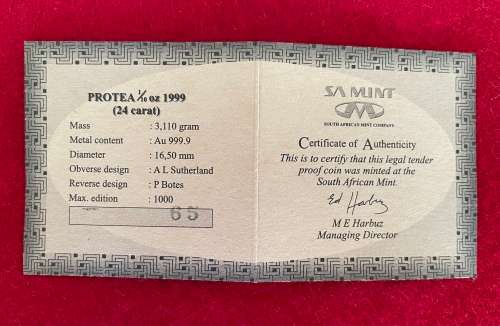 PROTEA 1/10 oz 1999
(24 carat)
Mass : 3,110 gram
Metal content : Au 999.9
Diameter : 16,50 mm
Obverse design : A L Sutherland
Reverse design : P Botes
Max. edition : 1000
65
SA MINT
SOUTH AFRICAN MINT COMPANY
Certificate of Authenticity
This is to certify that this legal tender
proof coin was minted at the
South African Mint.
Ed Harbuz
M E Harbuz
Managing Director